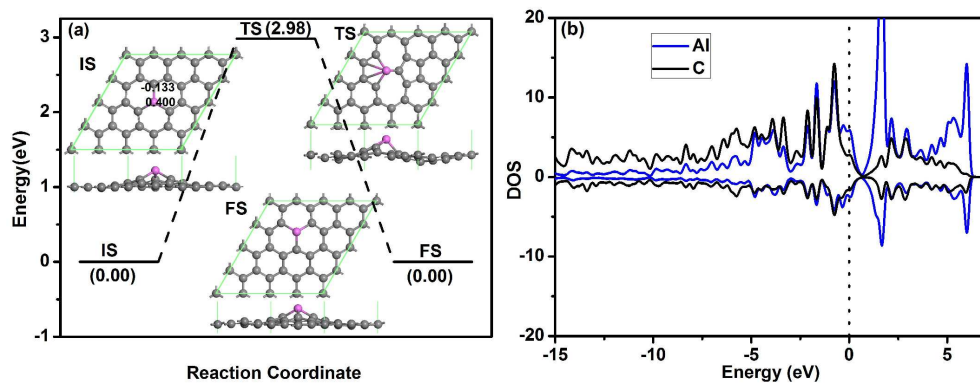 (a)
TS (2.98)
TS
IS
-0.133
0.400
FS
IS
(0.00)
FS
(0.00)
3
2
1
0
-1
Energy(eV)
Reaction Coordinate
(b)
Al
C
20
10
0
-10
-20
DOS
-15
-10
-5
0
5
Energy (eV)